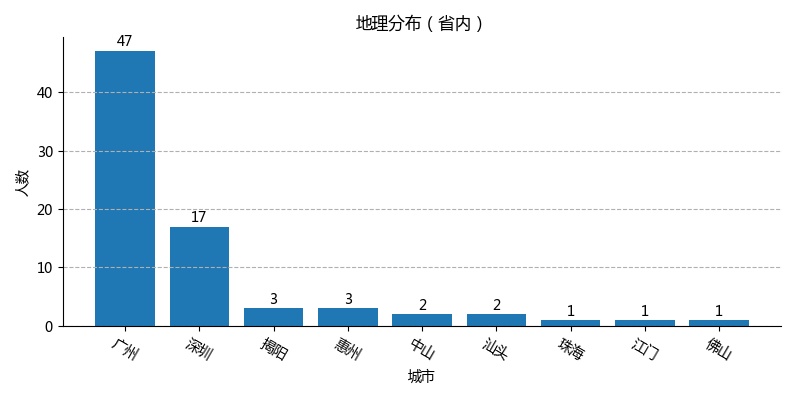 地理分布（省内）
47
40
30
20
10
0
人数
17
3
3
2
2
1
1
1
广州
深圳
揭阳
惠州
中山
汕头
珠海
江门
佛山
城市